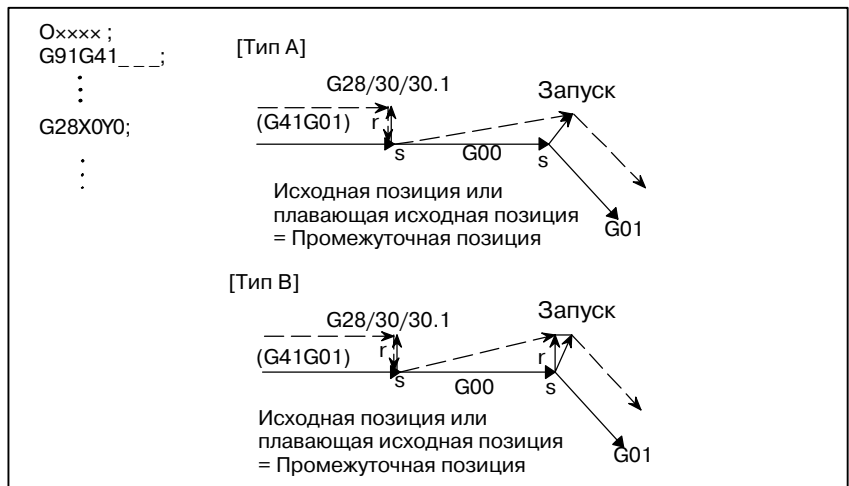 O×××× ;
G91G41_ _ _;
G28X0Y0;
[Тип A]
G28/30/30.1
Запуск
(G41G01)
r
s
G00
s
Исходная позиция или
плавающая исходная позиция
= Промежуточная позиция
G01
[Тип B]
G28/30/30.1
Запуск
(G41G01)
r
r
s
G00
s
Исходная позиция или
плавающая исходная позиция
= Промежуточная позиция
G01